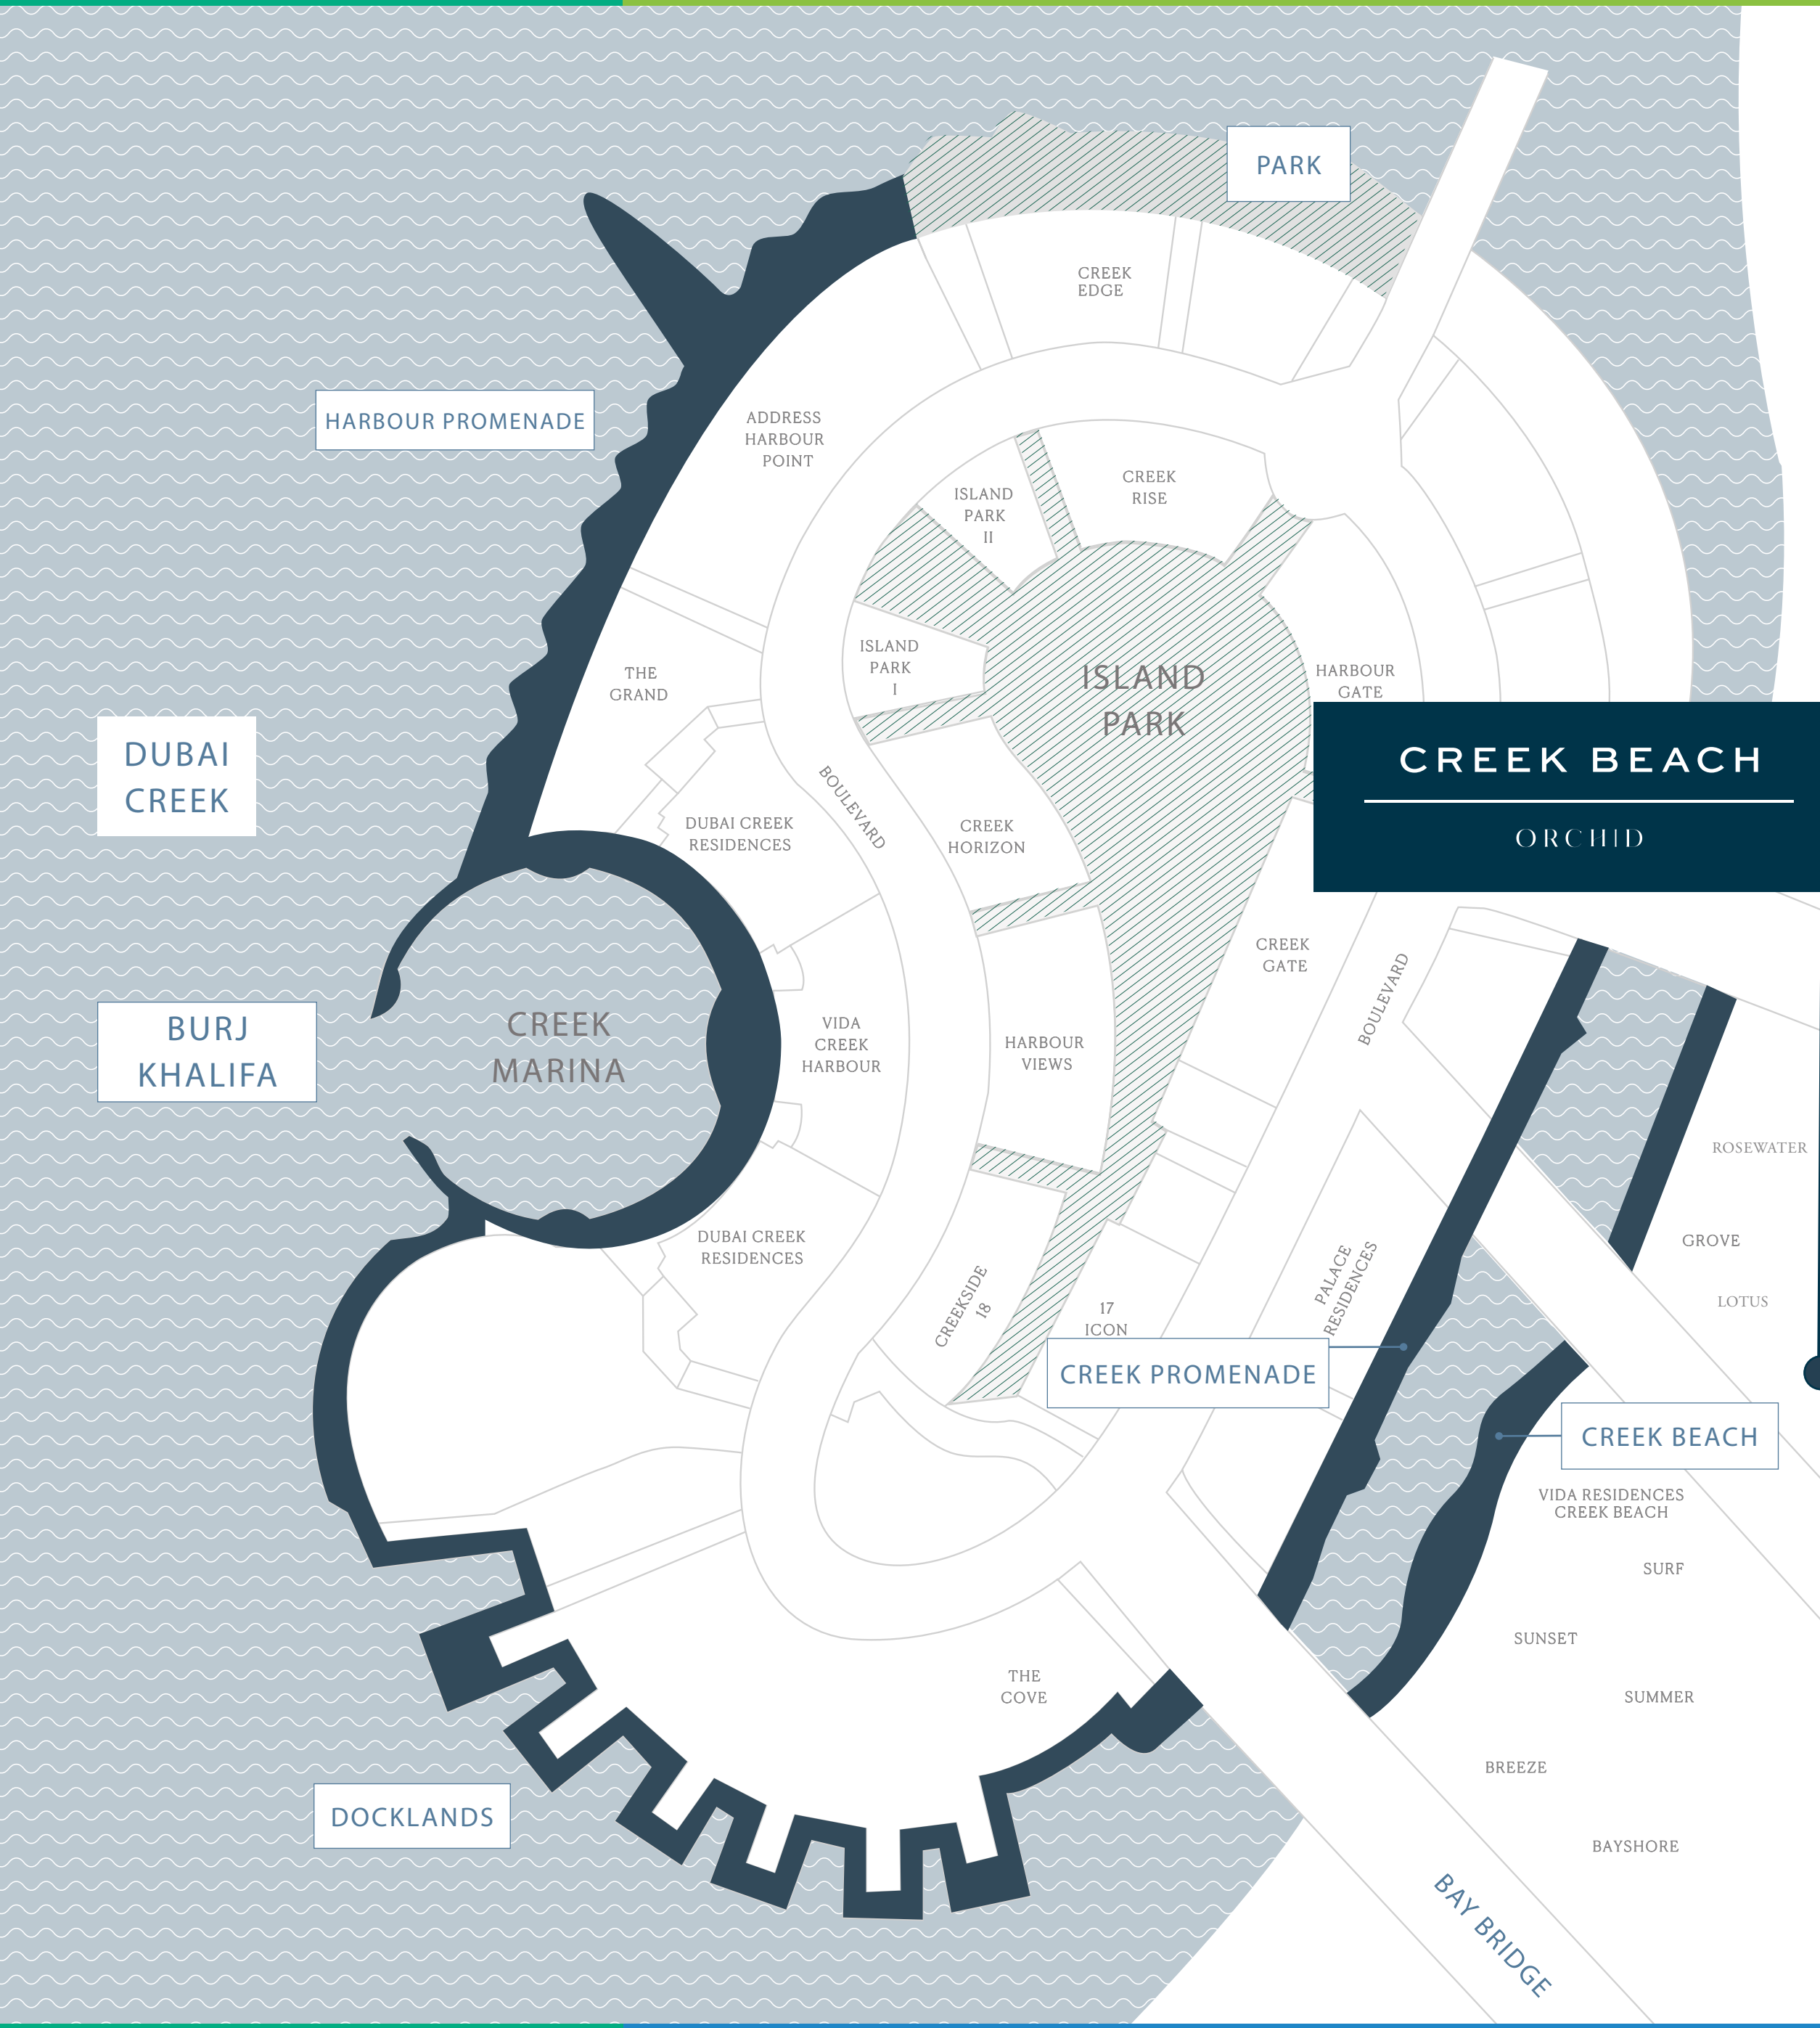 PARK
CREEK
EDGE
HARBOUR PROMENADE
ADDRESS
HARBOUR
POINT
ISLAND
PARK
II
CREEK
RISE
ISLAND
PARK
I
THE
GRAND
ISLAND
PARK
HARBOUR
GATE
DUBAI
CREEK
CREEK BEACH
ORCHID
BOULEVARD
DUBAI CREEK
RESIDENCES
CREEK
HORIZON
CREEK
GATE
BOULEVARD
BURJ
KHALIFA
CREEK
MARINA
VIDA
CREEK
HARBOUR
HARBOUR
VIEWS
ROSEWATER
DUBAI CREEK
RESIDENCES
GROVE
PALACE
RESIDENCES
CREEKSIDE
18
17
ICON
LOTUS
CREEK PROMENADE
CREEK BEACH
VIDA RESIDENCES
CREEK BEACH
SURF
SUNSET
THE
COVE
SUMMER
BREEZE
DOCKLANDS
BAYSHORE
BAY BRIDGE